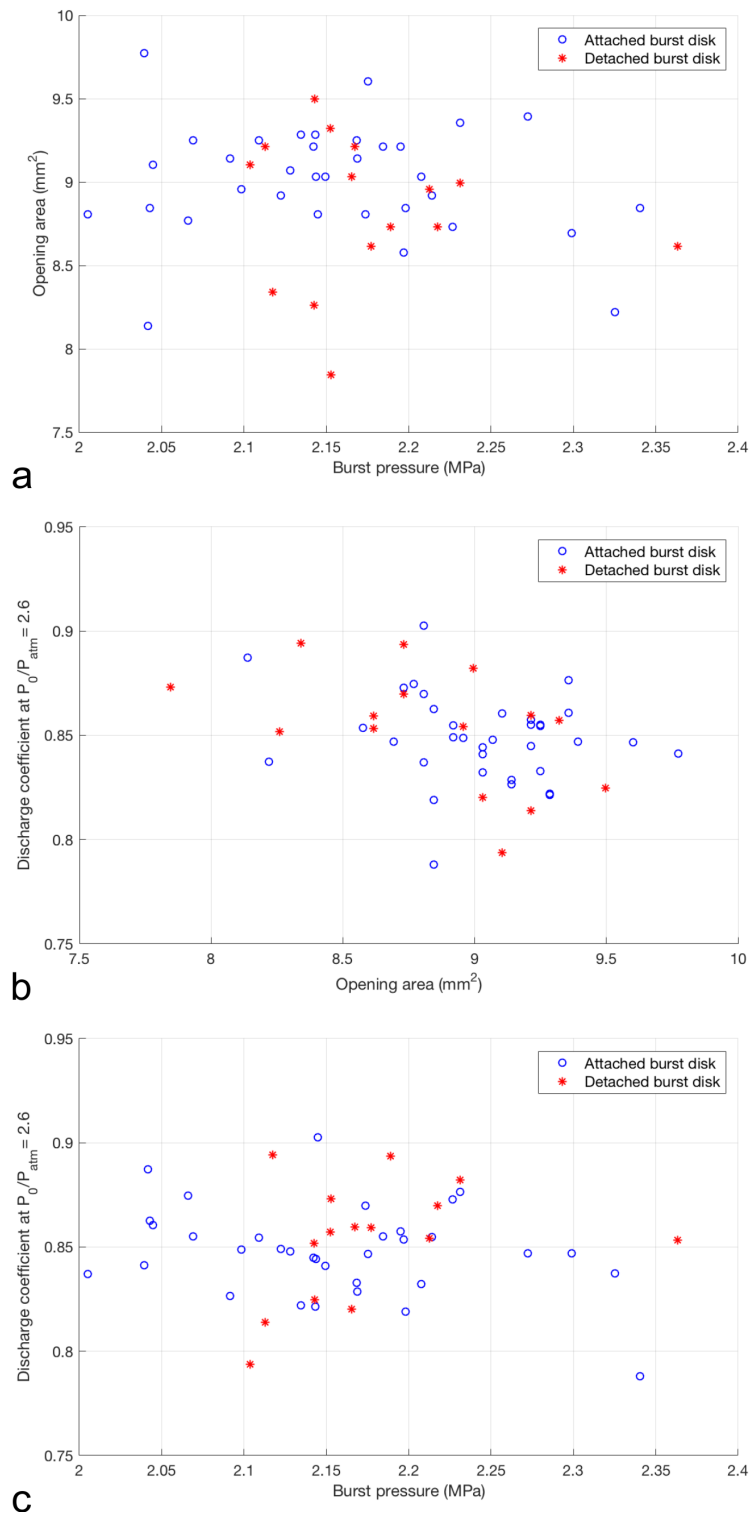 10
9.5
9
8.5
8
7.5
Opening area (mm²)
Attached burst disk
Detached burst disk
2 2.05 2.1 2.15 2.2 2.25 2.3 2.35 2.4
Burst pressure (MPa)
a
0.95
0.9
0.85
0.8
0.75
Discharge coefficient at P₀/Pₐₜₘ = 2.6
Attached burst disk
Detached burst disk
7.5 8 8.5 9 9.5 10
Opening area (mm²)
b
0.95
0.9
0.85
0.8
0.75
Discharge coefficient at P₀/Pₐₜₘ = 2.6
Attached burst disk
Detached burst disk
2 2.05 2.1 2.15 2.2 2.25 2.3 2.35 2.4
Burst pressure (MPa)
c